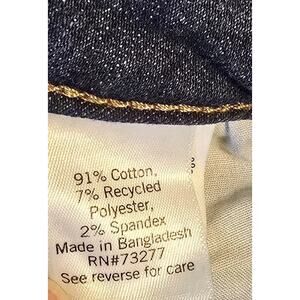 91% Cotton,
7% Recycled
Polyester,
2% Spandex
Made in Bangladesh
RN#73277
See reverse for care